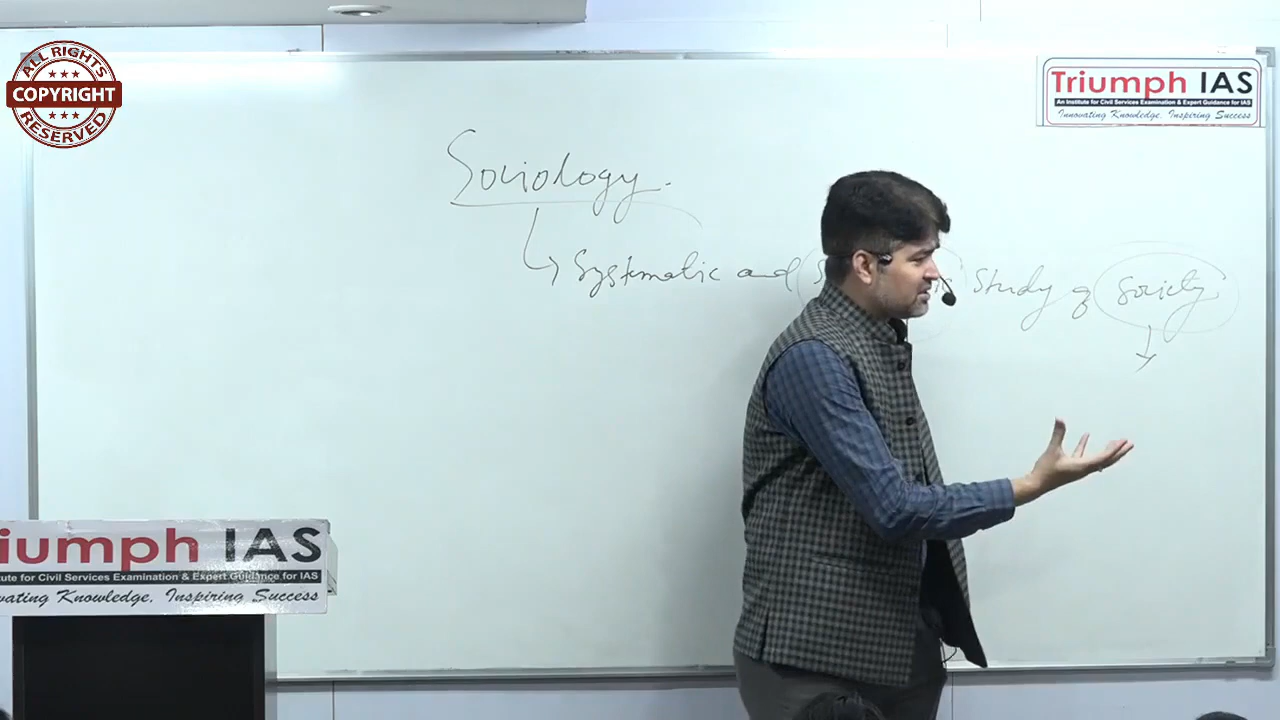 ALL RIGHTS
COPYRIGHT
RESERVED
Triumph IAS
An Institute for Civil Services Examination & Expert Guidance for IAS
Innovating Knowledge, Inspiring Success
Sociology.
Systematic and Study of Society
iumph IAS
itute for Civil Services Examination & Expert Guidance for IAS
vating Knowledge, Inspiring Success